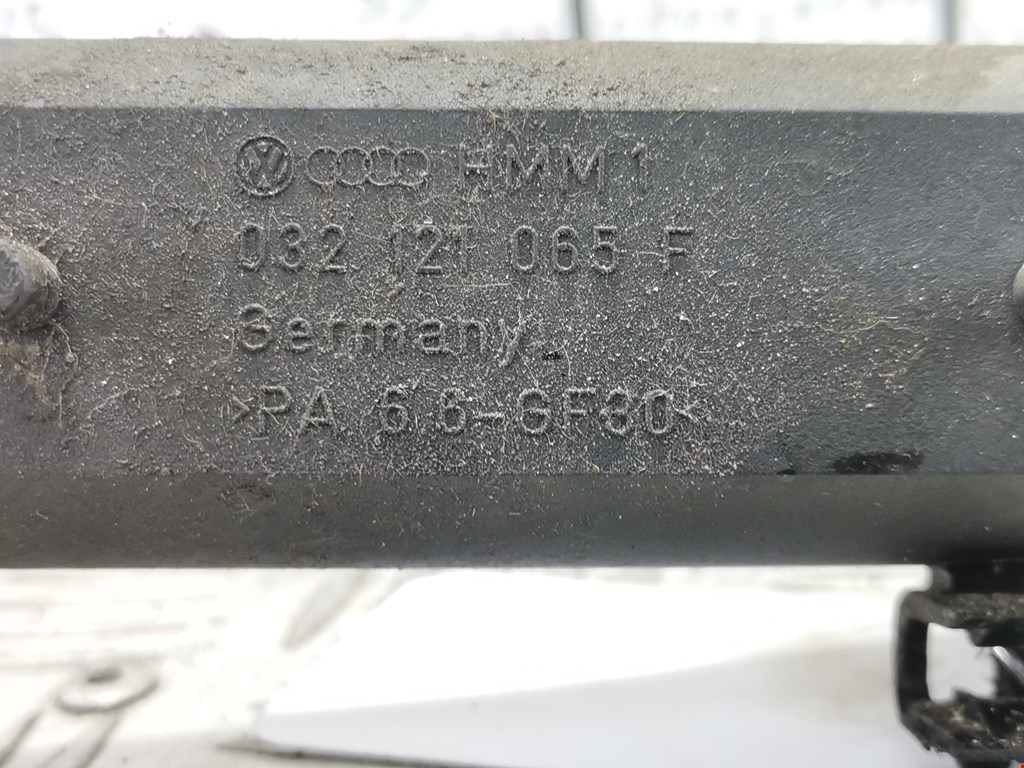 HMM1
032 121 065 F
Germany
>PA 6.6-GF30<